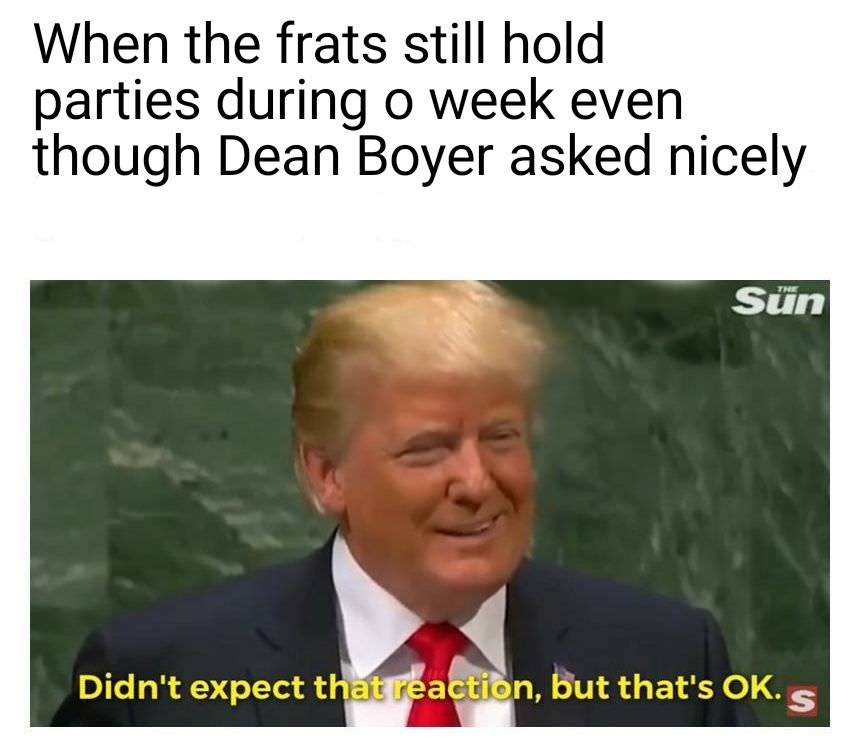 When the frats still hold
parties during o week even
though Dean Boyer asked nicely
THE
Sun
Didn't expect that reaction, but that's OK.
S